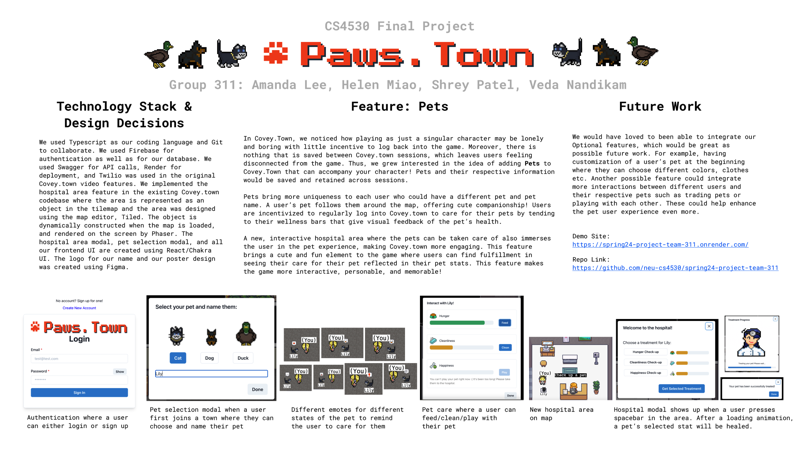 CS4530 Final Project
Paws.Town
Group 311: Amanda Lee, Helen Miao, Shrey Patel, Veda Nandikam
Technology Stack &
Design Decisions
We used Typescript as our coding language and Git
to collaborate. We used Firebase for
authentication as well as for our database. We
used Swagger for API calls, Render for
deployment, and Twilio was used in the original
Covey.town video features. We implemented the
hospital area feature in the existing Covey.town
codebase where the area is represented as an
object in the tilemap and the area was designed
using the map editor, Tiled. The object is
dynamically constructed when the map is loaded,
and rendered on the screen by Phaser. The
hospital area modal, pet selection modal, and all
our frontend UI are created using React/Chakra
UI. The logo for our name and our poster design
was created using Figma.
Feature: Pets
In Covey.Town, we noticed how playing as just a singular character may be lonely
and boring with little incentive to log back into the game. Moreover, there is
nothing that is saved between Covey.town sessions, which leaves users feeling
disconnected from the game. Thus, we grew interested in the idea of adding Pets to
Covey.Town that can accompany your character! Pets and their respective information
would be saved and retained across sessions.
Pets bring more uniqueness to each user who could have a different pet and pet
name. A user's pet follows them around the map, offering cute companionship! Users
are incentivized to regularly log into Covey.town to care for their pets by tending
to their wellness bars that give visual feedback of the pet's health.
A new, interactive hospital area where the pets can be taken care of also immerses
the user in the pet experience, making Covey.town more engaging. This feature
brings a cute and fun element to the game where users can find fulfillment in
seeing their care for their pet reflected in their pet stats. This feature makes
the game more interactive, personable, and memorable!
Future Work
We would have loved to been able to integrate our
Optional features, which would be great as
possible future work. For example, having
customization of a user's pet at the beginning
where they can choose different colors, clothes
etc. Another possible feature could integrate
more interactions between different users and
their respective pets such as trading pets or
playing with each other. These could help enhance
the pet user experience even more.
Demo Site:
https://spring24-project-team-311.onrender.com/
Repo Link:
https://github.com/neu-cs4530/spring24-project-team-311
No account? Sign up for one!
Create New Account
Paws.Town
Login
Email *
Password *
Show
Sign In
Authentication where a user
can either login or sign up
Select your pet and name them:
Cat
Dog
Duck
Lily
Done
Pet selection modal when a user
first joins a town where they can
choose and name their pet
(You)
(You)
(You)
(You)
(You)
(You)
(You)
Different emotes for different
states of the pet to remind
the user to care for them
Interact with Lily!
Hunger
Feed
Cleanliness
Clean
Happiness
Play
Done
Pet care where a user can
feed/clean/play with
their pet
(You)
New hospital area
on map
Welcome to the hospital!
Choose a treatment for Lily
Hunger Check-up
Cleanliness Check-up
Happiness Check-up
Get Selected Treatment
Treatment Progress
Hospital modal shows up when a user presses
spacebar in the area. After a loading animation,
a pet's selected stat will be healed.